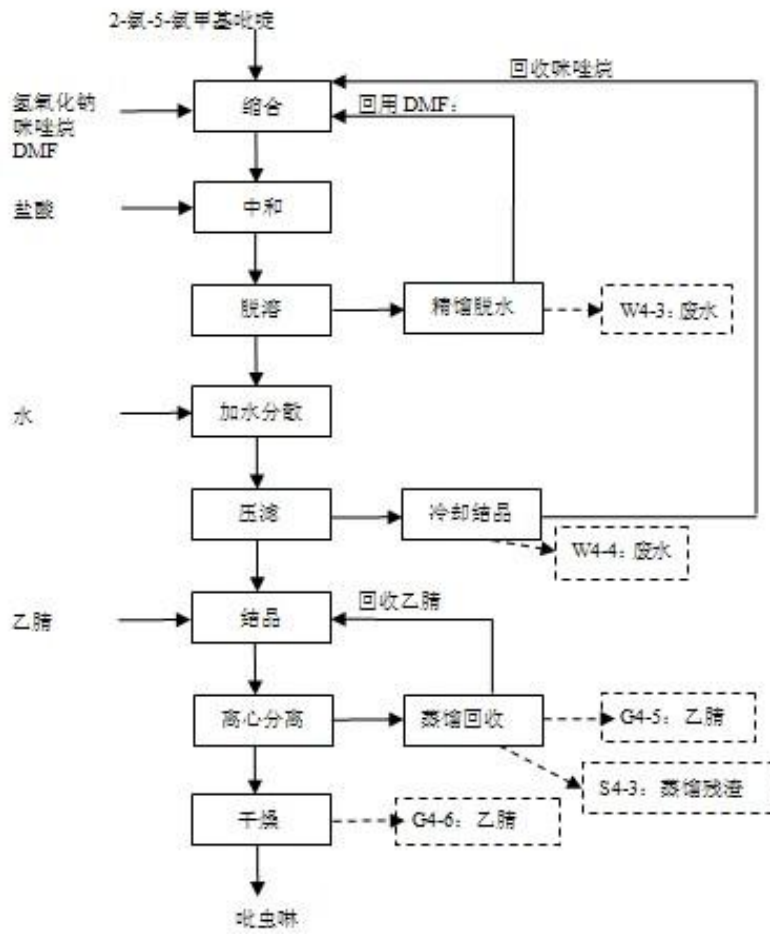 2-氯-5-氯甲基吡啶
回收咪唑烷
氢氧化钠
咪唑烷
DMF
缩合
回用 DMF：
盐酸
中和
脱溶
精馏脱水
W4-3：废水
水
加水分散
压滤
冷却结晶
W4-4：废水
乙腈
结晶
回收乙腈
离心分离
蒸馏回收
G4-5：乙腈
S4-3：蒸馏残渣
干燥
G4-6：乙腈
吡虫啉